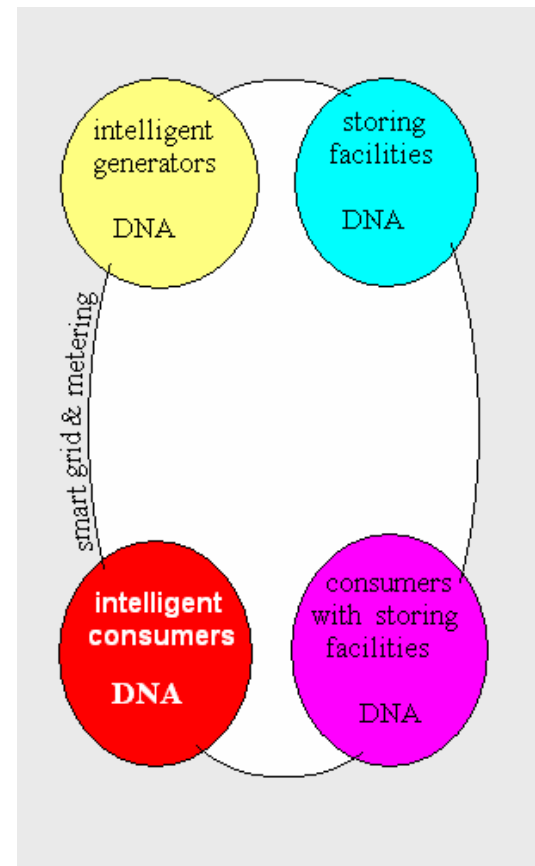 intelligent
generators
DNA
storing
facilities
DNA
smart grid & metering
intelligent
consumers
DNA
consumers
with storing
facilities
DNA